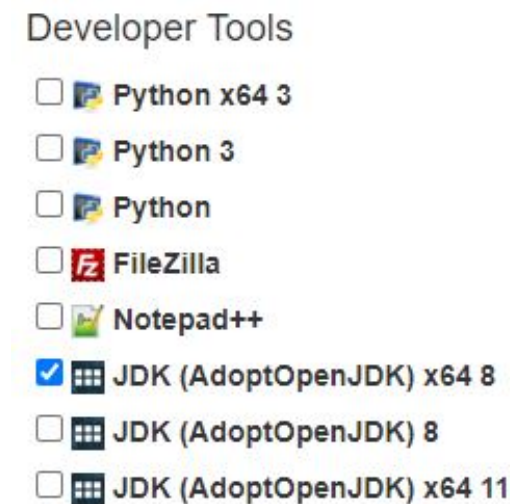 Developer Tools
Python x64 3
Python 3
Python
FileZilla
Notepad++
JDK (AdoptOpenJDK) x64 8
JDK (AdoptOpenJDK) 8
JDK (AdoptOpenJDK) x64 11